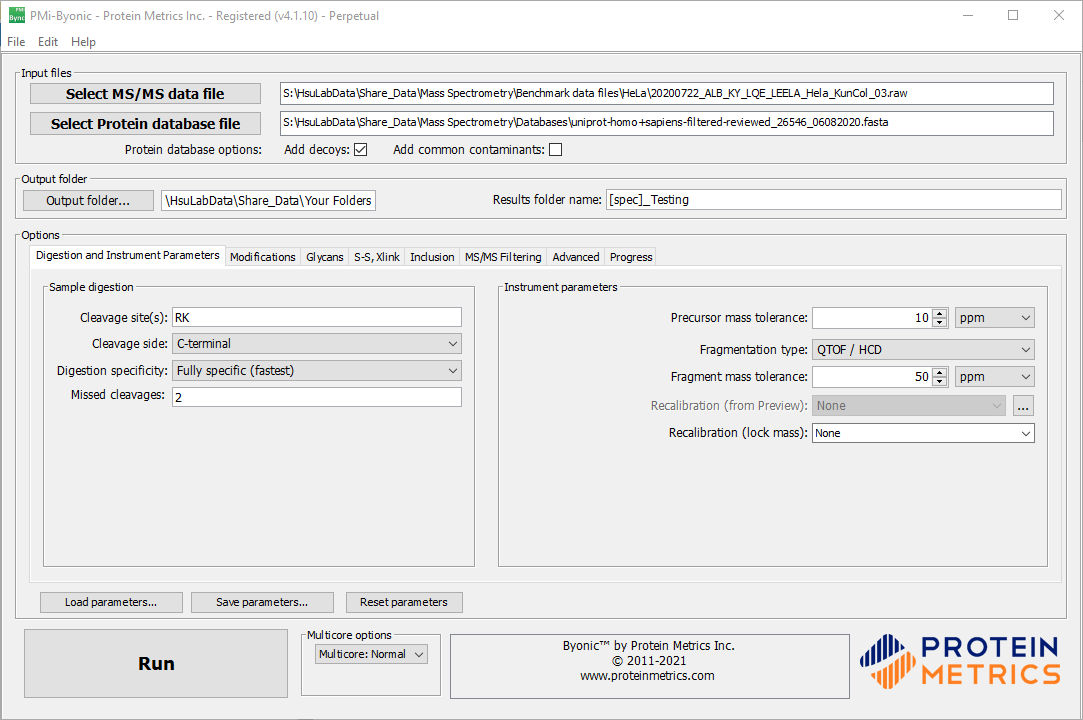 PMi-Byonic - Protein Metrics Inc. - Registered (v4.1.10) - Perpetual
File Edit Help
Input files
Select MS/MS data file S:\HsuLabData\Share_Data\Mass Spectrometry\Benchmark data files\HeLa\20200722_ALB_KY_LQE_LEELA_Hela_KunCol_03.raw
Select Protein database file S:\HsuLabData\Share_Data\Mass Spectrometry\Databases\uniprot-homo+sapiens-filtered-reviewed_26546_06082020.fasta
Protein database options: Add decoys: Add common contaminants:
Output folder
Output folder... \HsuLabData\Share_Data\Your Folders Results folder name: [spec]_Testing
Options
Digestion and Instrument Parameters Modifications Glycans S-S, Xlink Inclusion MS/MS Filtering Advanced Progress
Sample digestion
Cleavage site(s): RK
Cleavage side: C-terminal
Digestion specificity: Fully specific (fastest)
Missed cleavages: 2
Instrument parameters
Precursor mass tolerance: 10 ppm
Fragmentation type: QTOF / HCD
Fragment mass tolerance: 50 ppm
Recalibration (from Preview): None ...
Recalibration (lock mass): None
Load parameters... Save parameters... Reset parameters
Run
Multicore options
Multicore: Normal
Byonic™ by Protein Metrics Inc.
© 2011-2021
www.proteinmetrics.com
PROTEIN
METRICS